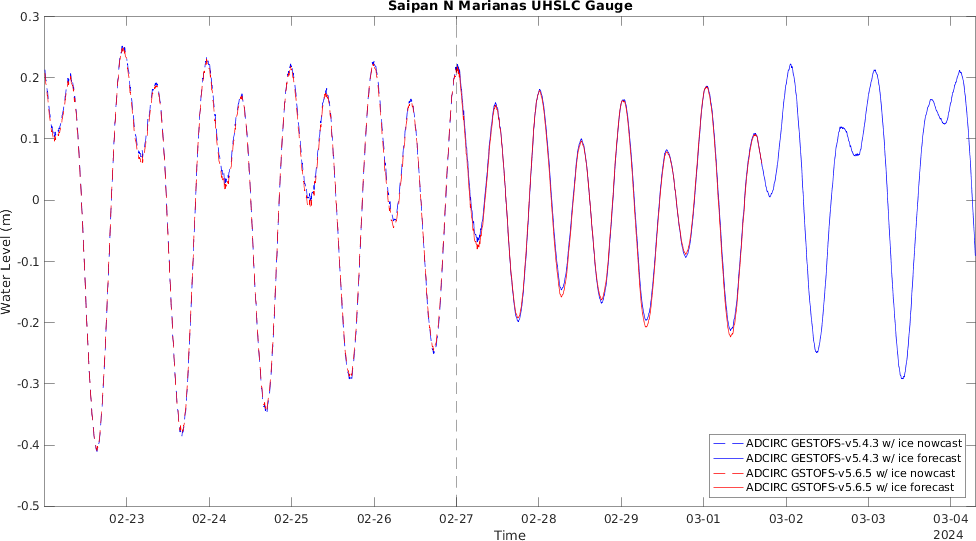 Saipan N Marianas UHSLC Gauge
0.3
0.2
0.1
0
-0.1
-0.2
-0.3
-0.4
-0.5
Water Level (m)
ADCIRC GESTOFS-v5.4.3 w/ ice nowcast
ADCIRC GESTOFS-v5.4.3 w/ ice forecast
ADCIRC GSTOFS-v5.6.5 w/ ice nowcast
ADCIRC GSTOFS-v5.6.5 w/ ice forecast
02-23 02-24 02-25 02-26 02-27 02-28 02-29 03-01 03-02 03-03 03-04
Time 2024